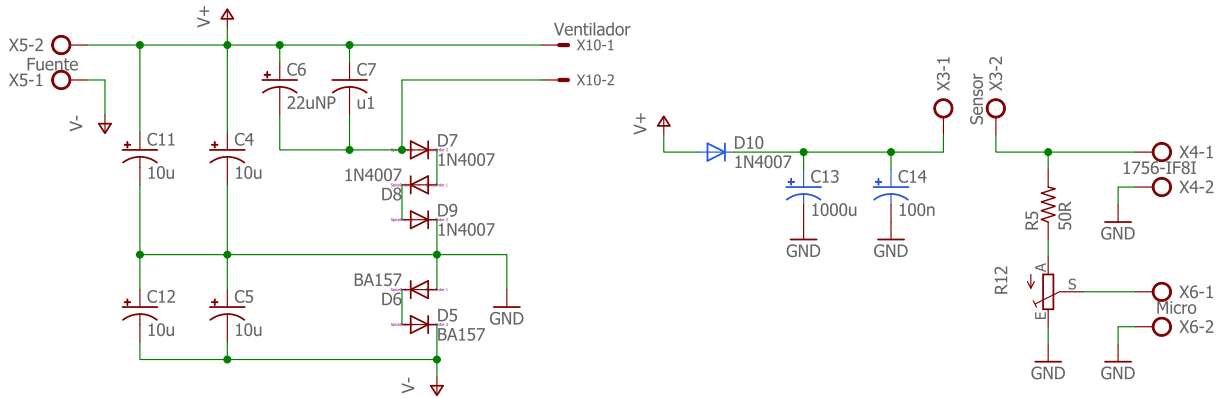 V+
X5-2
Fuente
X5-1
V-
Ventilador
X10-1
X10-2
C6
22uNP
C7
u1
C11
10u
C4
10u
D7
1N4007
1N4007
D8
D9
1N4007
C12
10u
C5
10u
BA157
D6
D5
BA157
GND
V-
V+
D10
1N4007
C13
1000u
GND
C14
100n
GND
X3-1
Sensor
X3-2
X4-1
1756-IF8I
X4-2
GND
R5
50R
R12
A
S
E
GND
X6-1
Micro
X6-2
GND